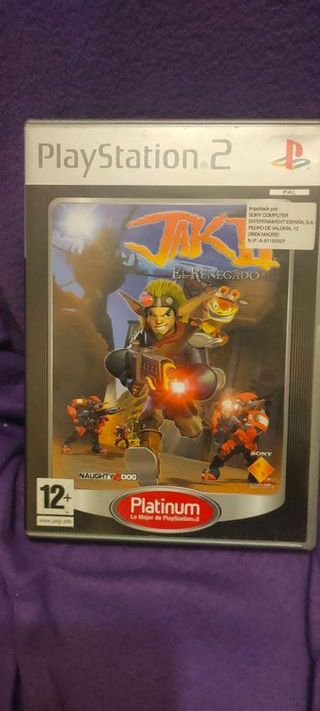 PlayStation®2
PAL
Importado por:
SONY COMPUTER
ENTERTAINMENT ESPAÑA, S.A.
PEDRO DE VALDIVIA, 10
28006 MADRID
N.I.F. A-81192627
JAK II
EL RENEGADO
NAUGHTY DOG
12+
www.pegi.info
Platinum
Lo Mejor de PlayStation®2
SONY